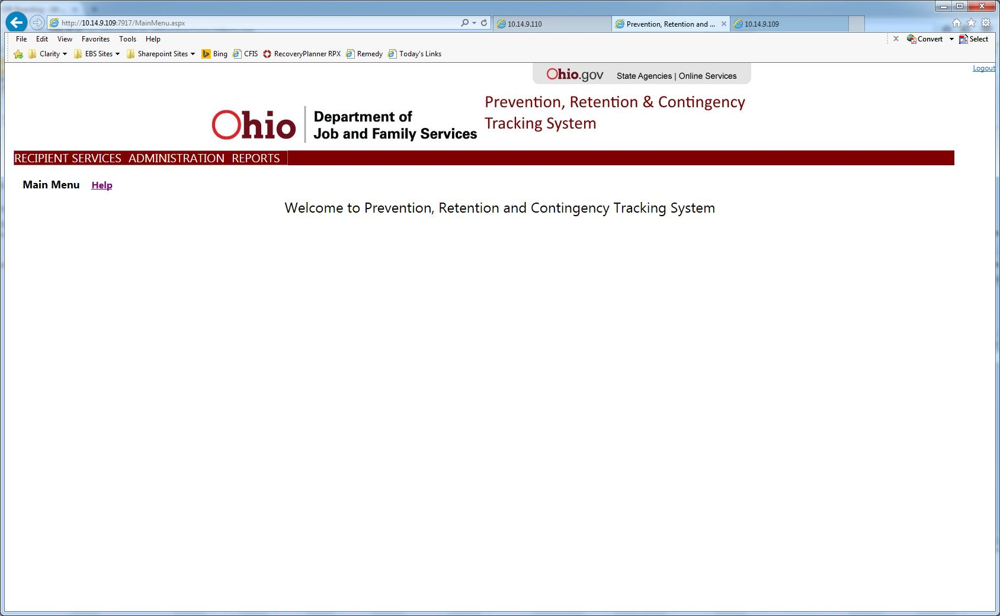 http://10.14.9.109:7917/MainMenu.aspx
10.14.9.110
Prevention, Retention and ...
10.14.9.109
File Edit View Favorites Tools Help
Convert Select
Clarity EBS Sites Sharepoint Sites Bing CFIS RecoveryPlanner RPX Remedy Today's Links
Logout
Ohio.gov State Agencies | Online Services
Prevention, Retention & Contingency
Tracking System
Ohio Department of
Job and Family Services
RECIPIENT SERVICES ADMINISTRATION REPORTS
Main Menu Help
Welcome to Prevention, Retention and Contingency Tracking System